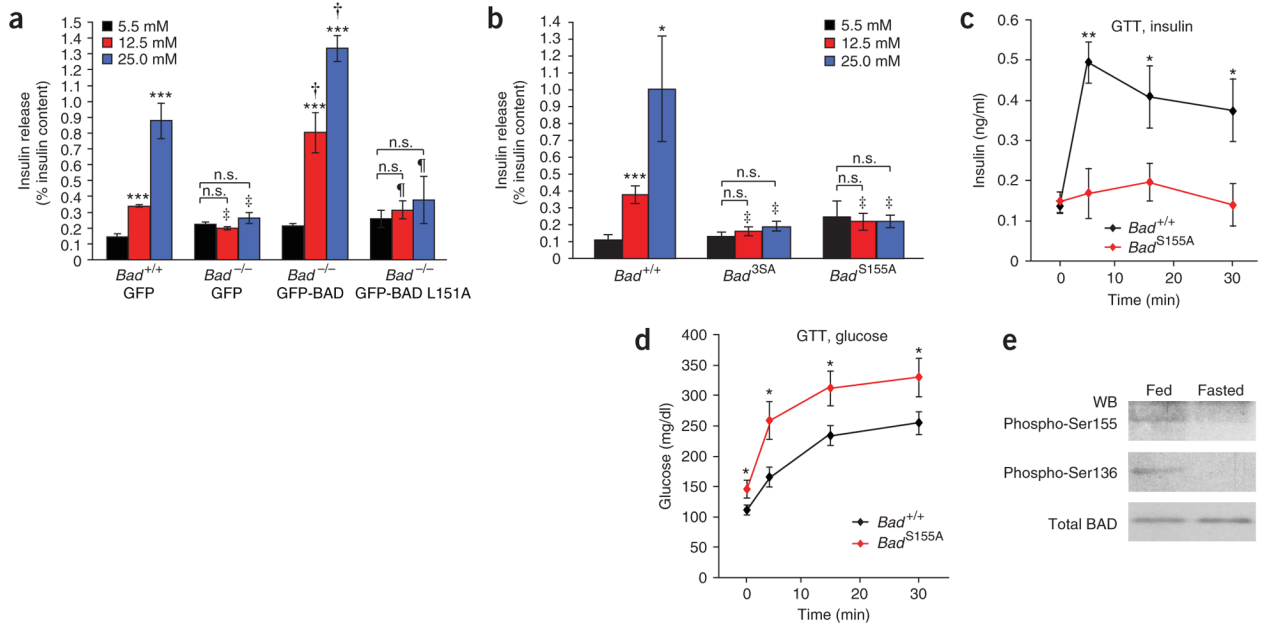 a
Insulin release
(% insulin content)
1.5
1.4
1.3
1.2
1.1
1.0
0.9
0.8
0.7
0.6
0.5
0.4
0.3
0.2
0.1
0
5.5 mM
12.5 mM
25.0 mM
***
***
n.s.
n.s.
‡
‡
†
***
†
***
n.s.
n.s.
¶
¶
Bad+/+
GFP
Bad−/−
GFP
Bad−/−
GFP-BAD
Bad−/−
GFP-BAD L151A
b
Insulin release
(% insulin content)
1.4
1.3
1.2
1.1
1.0
0.9
0.8
0.7
0.6
0.5
0.4
0.3
0.2
0.1
0
5.5 mM
12.5 mM
25.0 mM
***
*
n.s.
n.s.
‡
‡
n.s.
n.s.
‡
‡
Bad+/+
Bad3SA
BadS155A
c
GTT, insulin
Insulin (ng/ml)
0.6
0.4
0.3
0.2
0.1
0
**
*
*
Bad+/+
BadS155A
0
10
20
30
Time (min)
d
GTT, glucose
Glucose (mg/dl)
400
350
300
250
200
150
100
50
0
*
*
*
*
Bad+/+
BadS155A
0
10
20
30
Time (min)
e
Fed Fasted
WB
Phospho-Ser155
Phospho-Ser136
Total BAD